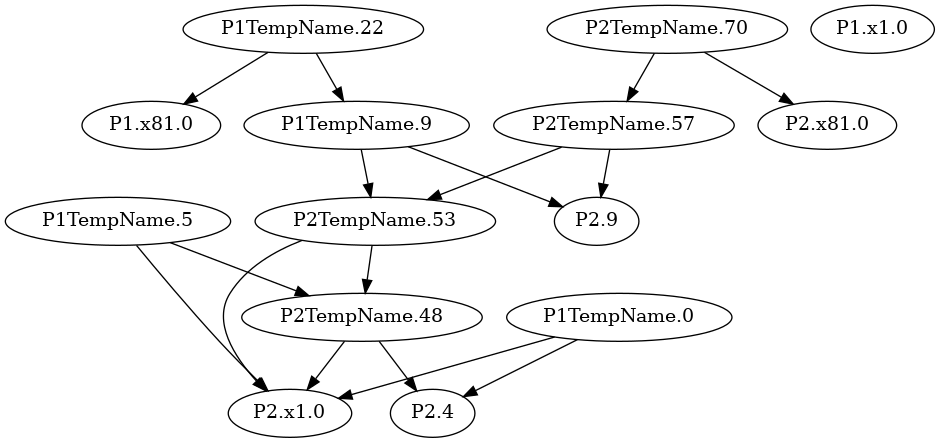 P1TempName.22
P2TempName.70
P1.x1.0
P1.x81.0
P1TempName.9
P2TempName.57
P2.x81.0
P1TempName.5
P2TempName.53
P2.9
P2TempName.48
P1TempName.0
P2.x1.0
P2.4